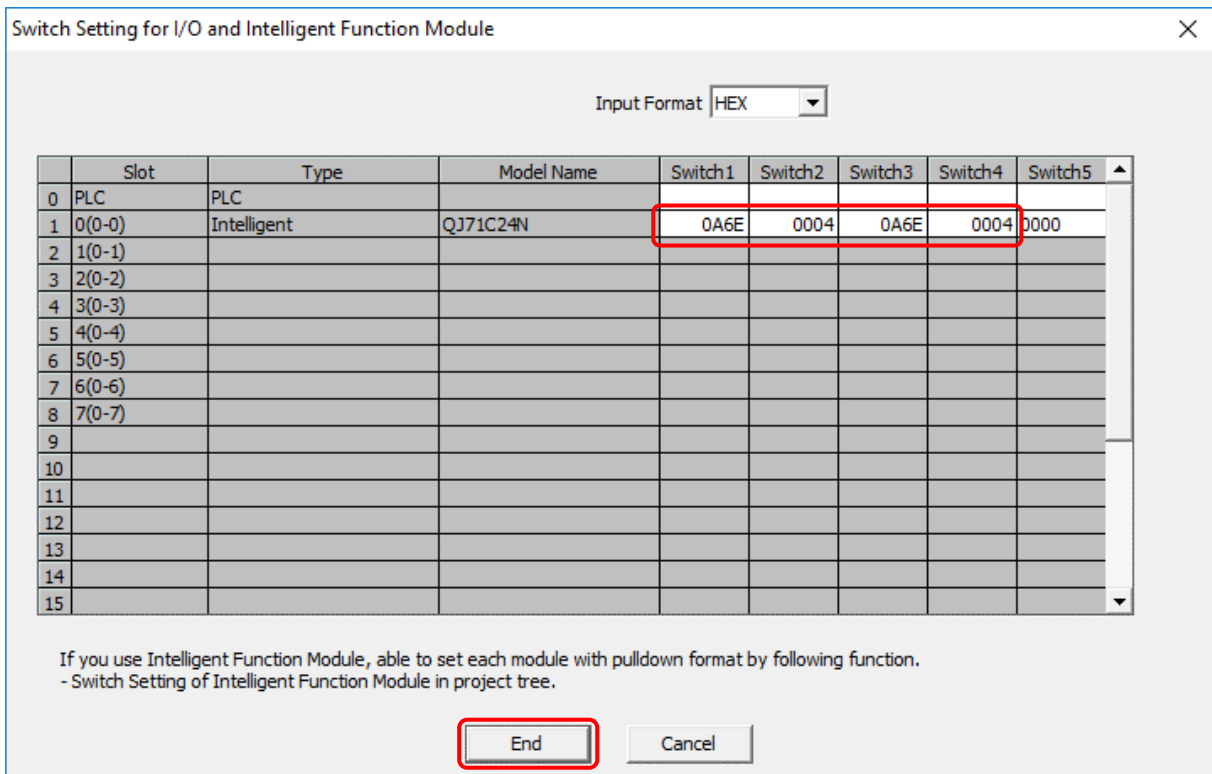 Switch Setting for I/O and Intelligent Function Module
Input Format HEX
Slot Type Model Name Switch1 Switch2 Switch3 Switch4 Switch5
0 PLC PLC
1 0(0-0) Intelligent QJ71C24N 0A6E 0004 0A6E 0004 0000
2 1(0-1)
3 2(0-2)
4 3(0-3)
5 4(0-4)
6 5(0-5)
7 6(0-6)
8 7(0-7)
9
10
11
12
13
14
15
If you use Intelligent Function Module, able to set each module with pulldown format by following function.
- Switch Setting of Intelligent Function Module in project tree.
End Cancel